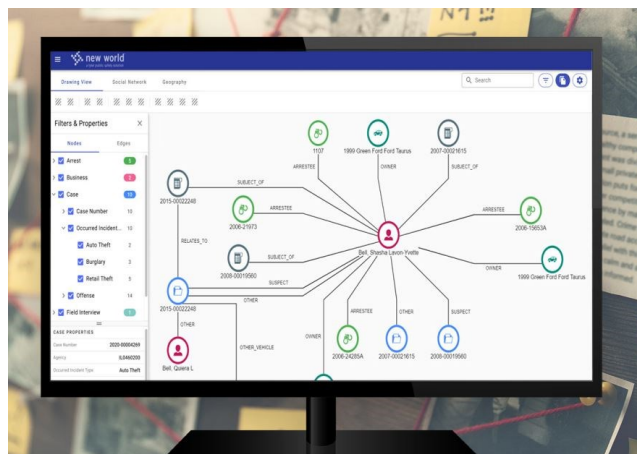 new world
Drawing View Social Network Geography
Search
Filters & Properties
Nodes Edges
Arrest 5
Business
Case 10
Case Number 10
Occurred Incident... 10
Auto Theft 2
Burglary 3
Retail Theft 5
Offense 14
Field Interview 1
CASE PROPERTIES
Case Number 2020-00004269
Agency IL0460200
Occurred Incident Type Auto Theft
1107
1999 Green Ford Ford Taurus
2007-00021615
ARRESTEE
OWNER
SUBJECT_OF
2015-00022248
SUBJECT_OF
2006-21973
ARRESTEE
ARRESTEE
2006-15653A
RELATES_TO
Bell, Shesha Lavon-Yvette
SUBJECT_OF
2008-00019560
OWNER
1999 Green Ford Ford Taurus
SUSPECT
OTHER
2015-00022248
OTHER
OTHER_VEHICLE
OWNER
ARRESTEE
OTHER
SUSPECT
2006-24285A
2007-00021615
2008-00019560
Bell, Queira L